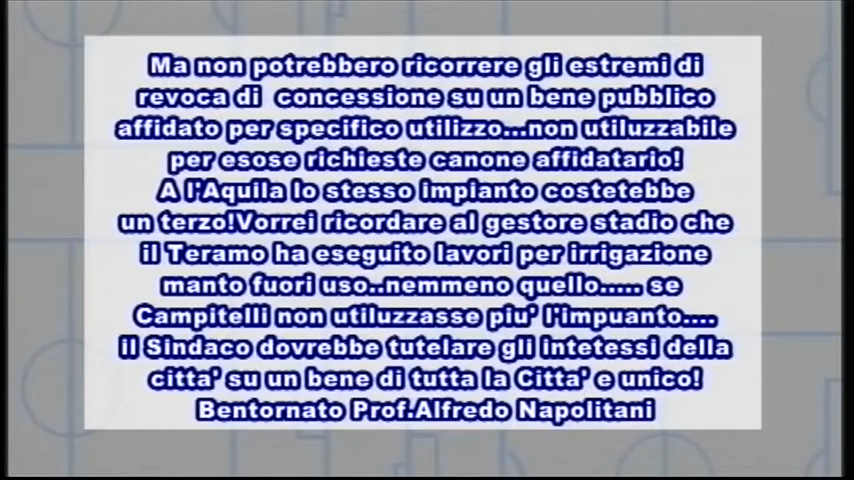 Ma non potrebbero ricorrere gli estremi di
revoca di  concessione su un bene pubblico
affidato per specifico utilizzo...non utiluzzabile
per esose richieste canone affidatario!
A l'Aquila lo stesso impianto costetebbe
un terzo!Vorrei ricordare al gestore stadio che
il Teramo ha eseguito lavori per irrigazione
manto fuori uso..nemmeno quello..... se
Campitelli non utiluzzasse piu' l'impuanto....
il Sindaco dovrebbe tutelare gli intetessi della
citta' su un bene di tutta la Citta' e unico!
Bentornato Prof.Alfredo Napolitani